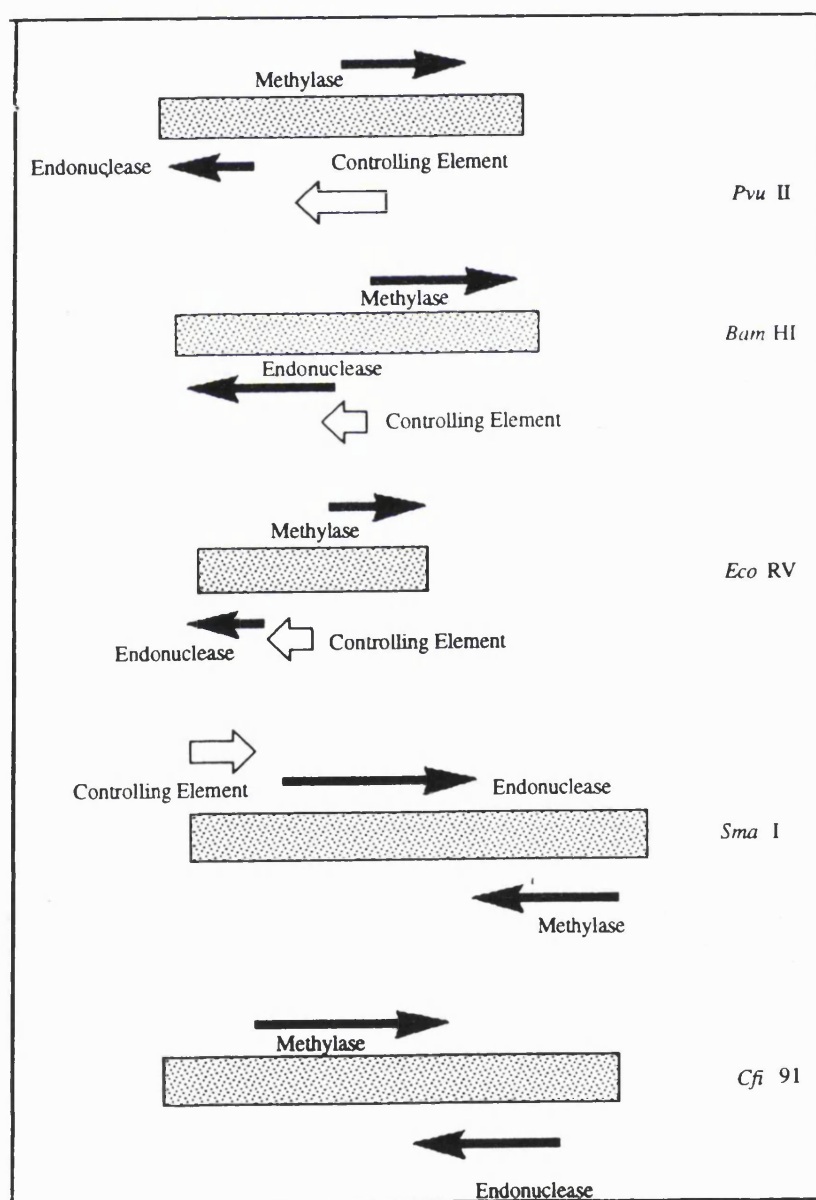 Methylase
Endonuclease
Controlling Element
Pvu II
Methylase
Bam HI
Endonuclease
Controlling Element
Methylase
Eco RV
Endonuclease
Controlling Element
Controlling Element
Endonuclease
Sma I
Methylase
Methylase
Cfi 91
Endonuclease